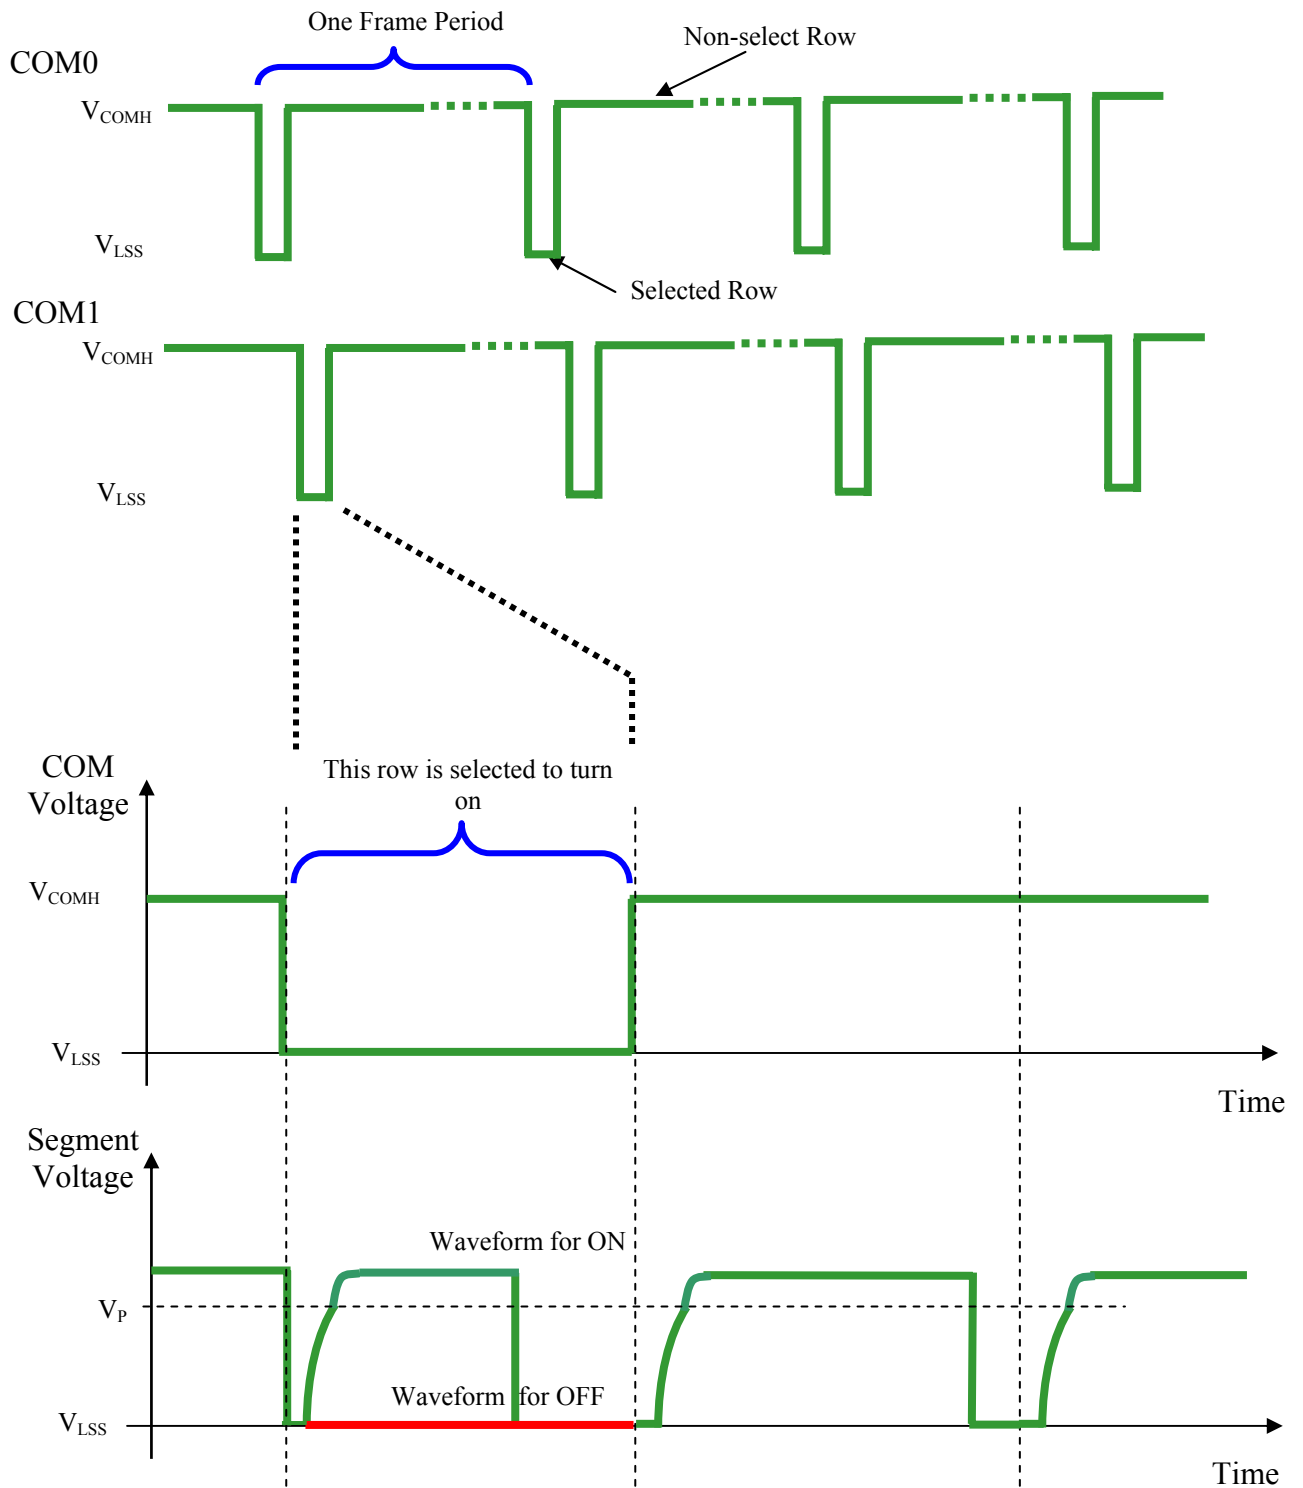 One Frame Period
Non-select Row
COM0
VCOMH
VLSS
Selected Row
COM1
VCOMH
VLSS
COM
Voltage
This row is selected to turn
on
VCOMH
VLSS
Time
Segment
Voltage
Waveform for ON
VP
Waveform for OFF
VLSS
Time